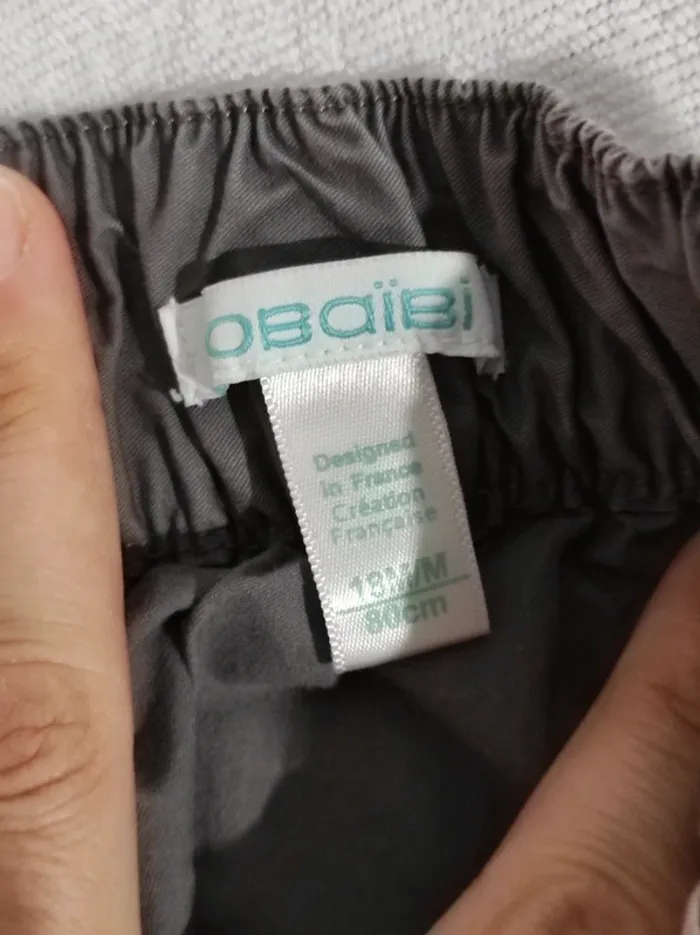 OBaïBi
Designed
in France
Création
Française
18M/M
80cm